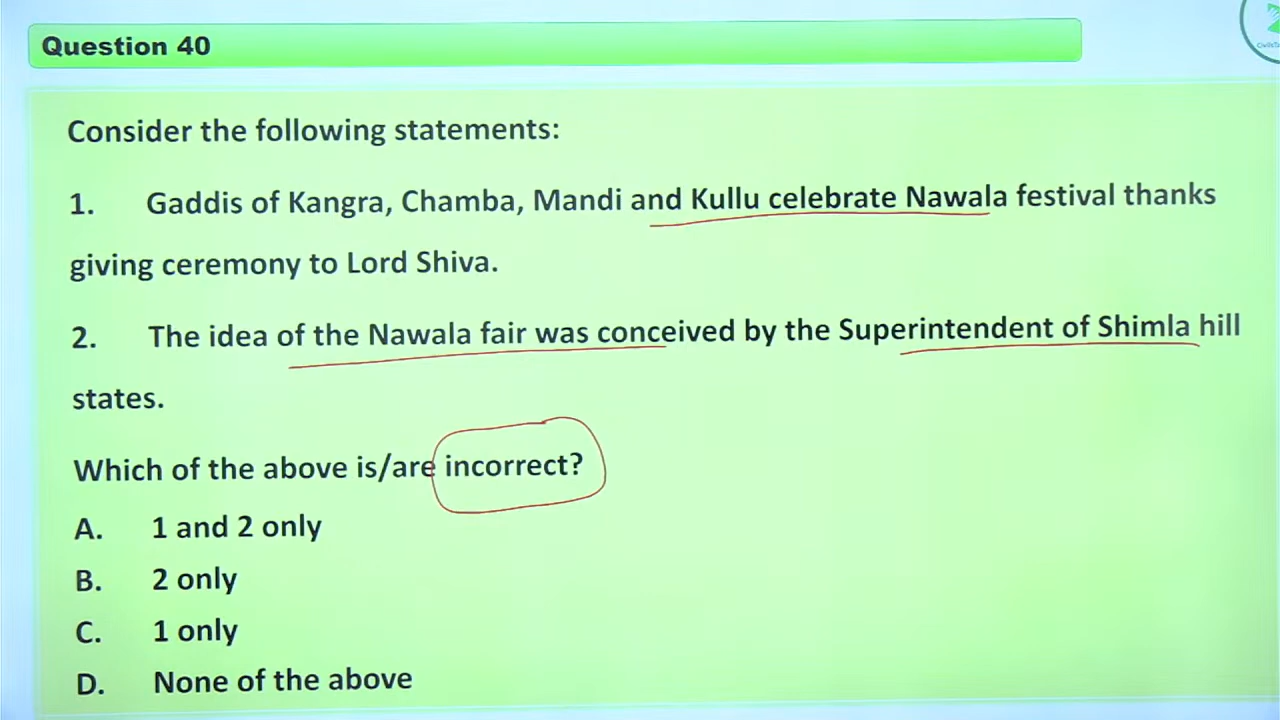 Question 40
Consider the following statements:
1. Gaddis of Kangra, Chamba, Mandi and Kullu celebrate Nawala festival thanks
giving ceremony to Lord Shiva.
2. The idea of the Nawala fair was conceived by the Superintendent of Shimla hill
states.
Which of the above is/are incorrect?
A. 1 and 2 only
B. 2 only
C. 1 only
D. None of the above